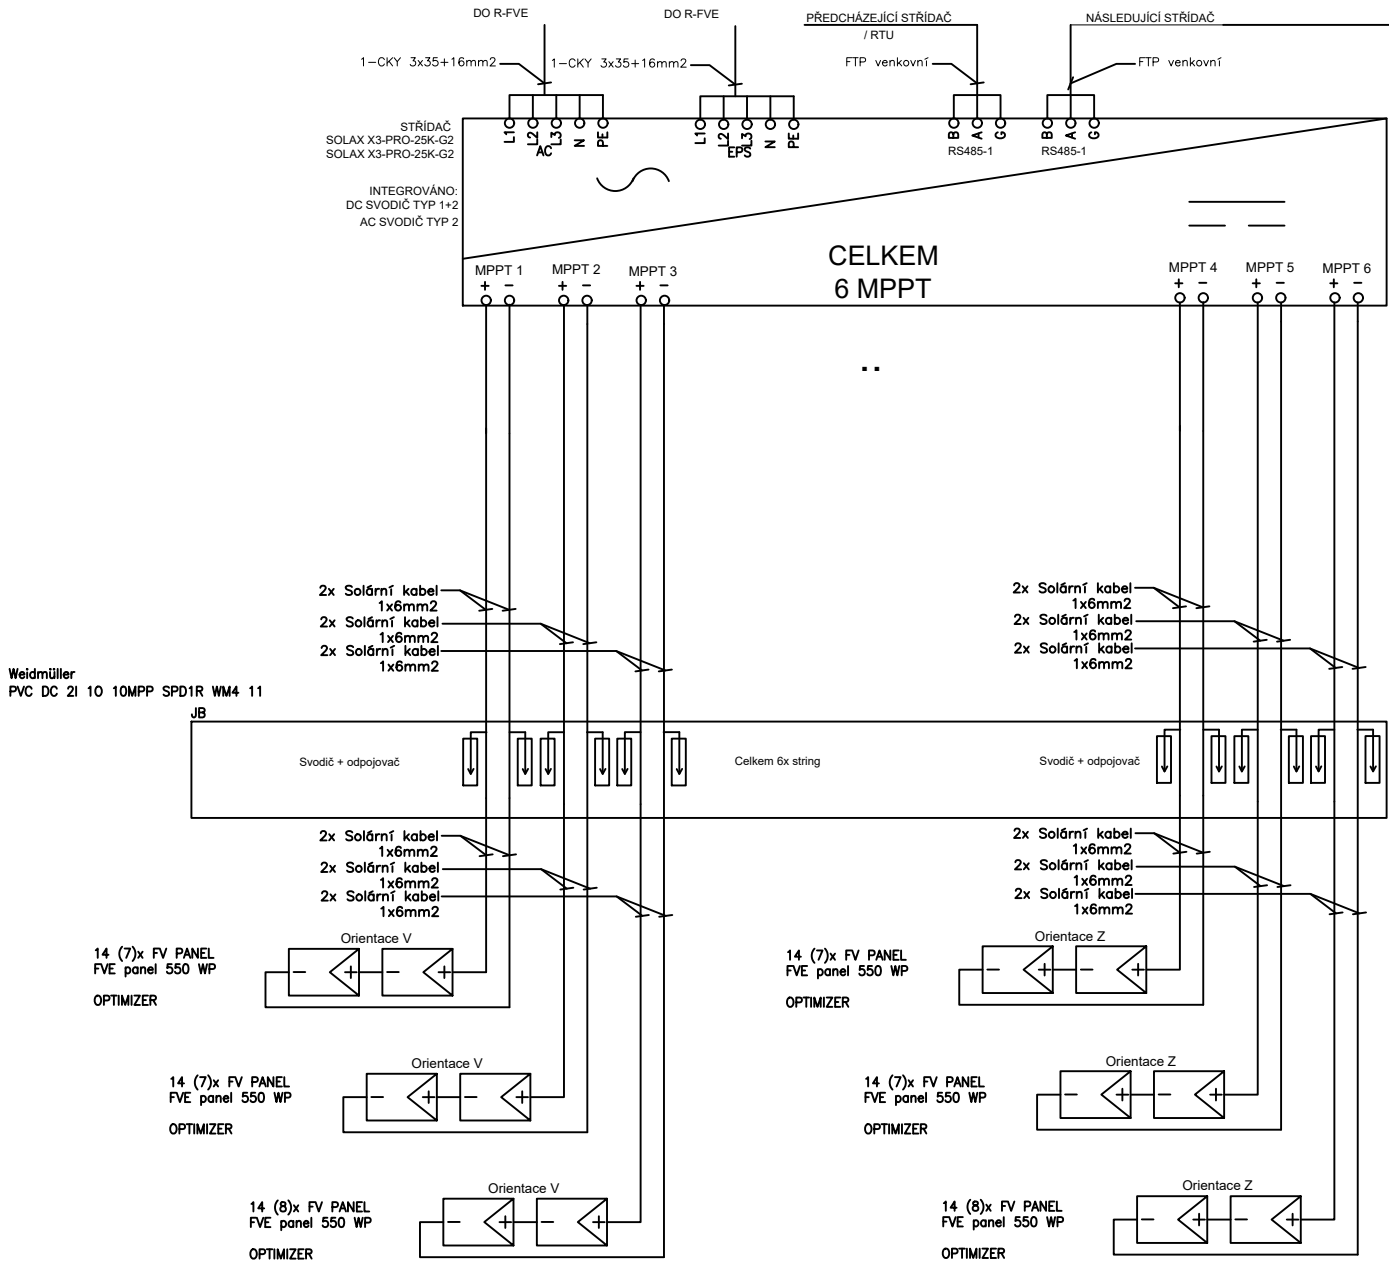 DO R-FVE
DO R-FVE
PŘEDCHÁZEJÍCÍ STŘÍDAČ
/ RTU
NÁSLEDUJÍCÍ STŘÍDAČ
1-CKY 3x35+16mm2
1-CKY 3x35+16mm2
FTP venkovní
FTP venkovní
STŘÍDAČ
SOLAX X3-PRO-25K-G2
SOLAX X3-PRO-25K-G2
L1 L2 L3 N PE
AC
L1 L2 L3 N PE
EPS
B A G
RS485-1
B A G
RS485-1
INTEGROVÁNO:
DC SVODIČ TYP 1+2
AC SVODIČ TYP 2
CELKEM
6 MPPT
MPPT 1
+ −
MPPT 2
+ −
MPPT 3
+ −
MPPT 4
+ −
MPPT 5
+ −
MPPT 6
+ −
..
2x Solární kabel
1x6mm2
2x Solární kabel
1x6mm2
2x Solární kabel
1x6mm2
2x Solární kabel
1x6mm2
2x Solární kabel
1x6mm2
2x Solární kabel
1x6mm2
Weidmüller
PVC DC 2I 1O 10MPP SPD1R WM4 11
JB
Svodič + odpojovač
Celkem 6x string
Svodič + odpojovač
2x Solární kabel
1x6mm2
2x Solární kabel
1x6mm2
2x Solární kabel
1x6mm2
2x Solární kabel
1x6mm2
2x Solární kabel
1x6mm2
2x Solární kabel
1x6mm2
Orientace V
14 (7)x FV PANEL
FVE panel 550 WP
OPTIMIZER
− + − +
Orientace Z
14 (7)x FV PANEL
FVE panel 550 WP
OPTIMIZER
− + − +
Orientace V
14 (7)x FV PANEL
FVE panel 550 WP
OPTIMIZER
− + − +
Orientace Z
14 (7)x FV PANEL
FVE panel 550 WP
OPTIMIZER
− + − +
Orientace V
14 (8)x FV PANEL
FVE panel 550 WP
OPTIMIZER
− + − +
Orientace Z
14 (8)x FV PANEL
FVE panel 550 WP
OPTIMIZER
− + − +